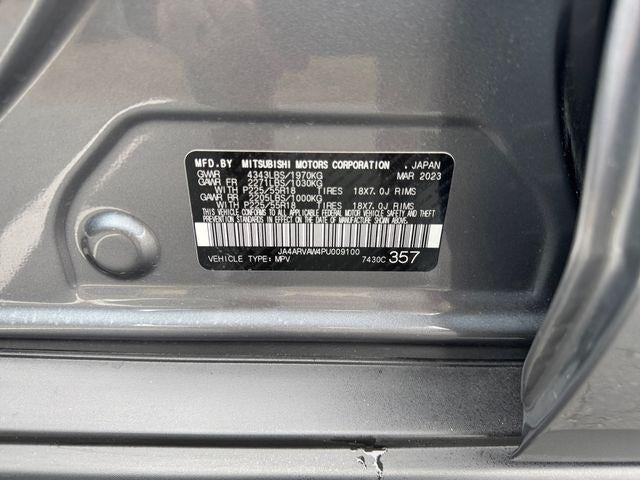 MFD.BY MITSUBISHI MOTORS CORPORATION , JAPAN
GVWR 4343LBS/1970KG MAR 2023
GAWR FR 2271LBS/1030KG
WITH P225/55R18 TIRES 18X7.0J RIMS
GAWR RR 2205LBS/1000KG
WITH P225/55R18 TIRES 18X7.0J RIMS
THIS VEHICLE CONFORMS TO ALL APPLICABLE FEDERAL MOTOR VEHICLE
SAFETY AND THEFT PREVENTION STANDARDS IN EFFECT ON THE DATE OF MANUFACTURE SHOWN ABOVE.
JA4ARVAW4PU009100
VEHICLE TYPE:MPV 7430C 357